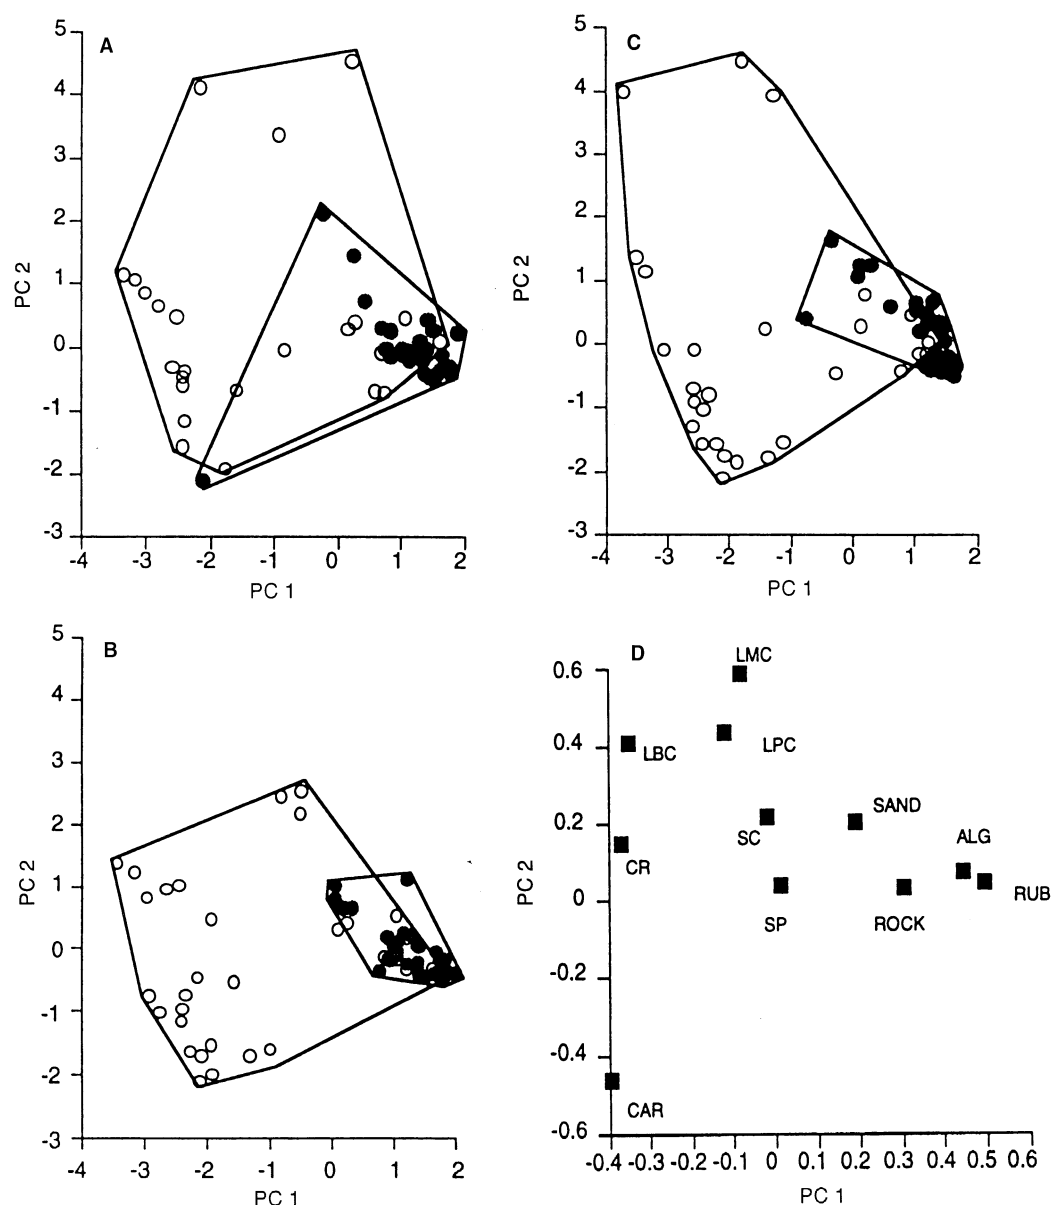 A
5
4
3
2
1
0
-1
-2
-3
-4 -3 -2 -1 0 1 2
PC 1
PC 2
C
5
4
3
2
1
0
-1
-2
-3
-4 -3 -2 -1 0 1 2
PC 1
PC 2
B
5
4
3
2
1
0
-1
-2
-3
-4 -3 -2 -1 0 1 2
PC 1
PC 2
D
0.6
0.4
0.2
0
-0.2
-0.4
-0.6
LMC
LBC
LPC
SC
SAND
CR
ALG
SP
ROCK
RUB
CAR
-0.4 -0.3 -0.2 -0.1 0 0.1 0.2 0.3 0.4 0.5 0.6
PC 1
PC 2